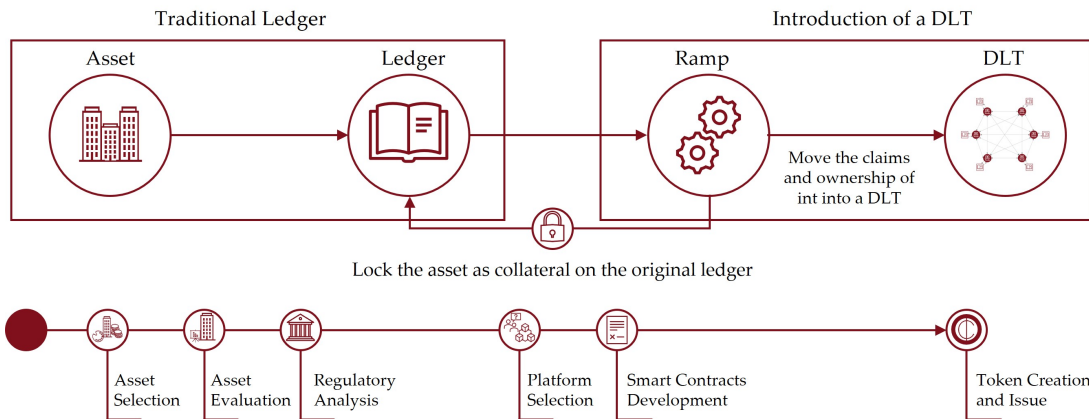 Traditional Ledger
Introduction of a DLT
Asset
Ledger
Ramp
DLT
Move the claims
and ownership of
int into a DLT
Lock the asset as collateral on the original ledger
Asset
Selection
Asset
Evaluation
Regulatory
Analysis
Platform
Selection
Smart Contracts
Development
Token Creation
and Issue